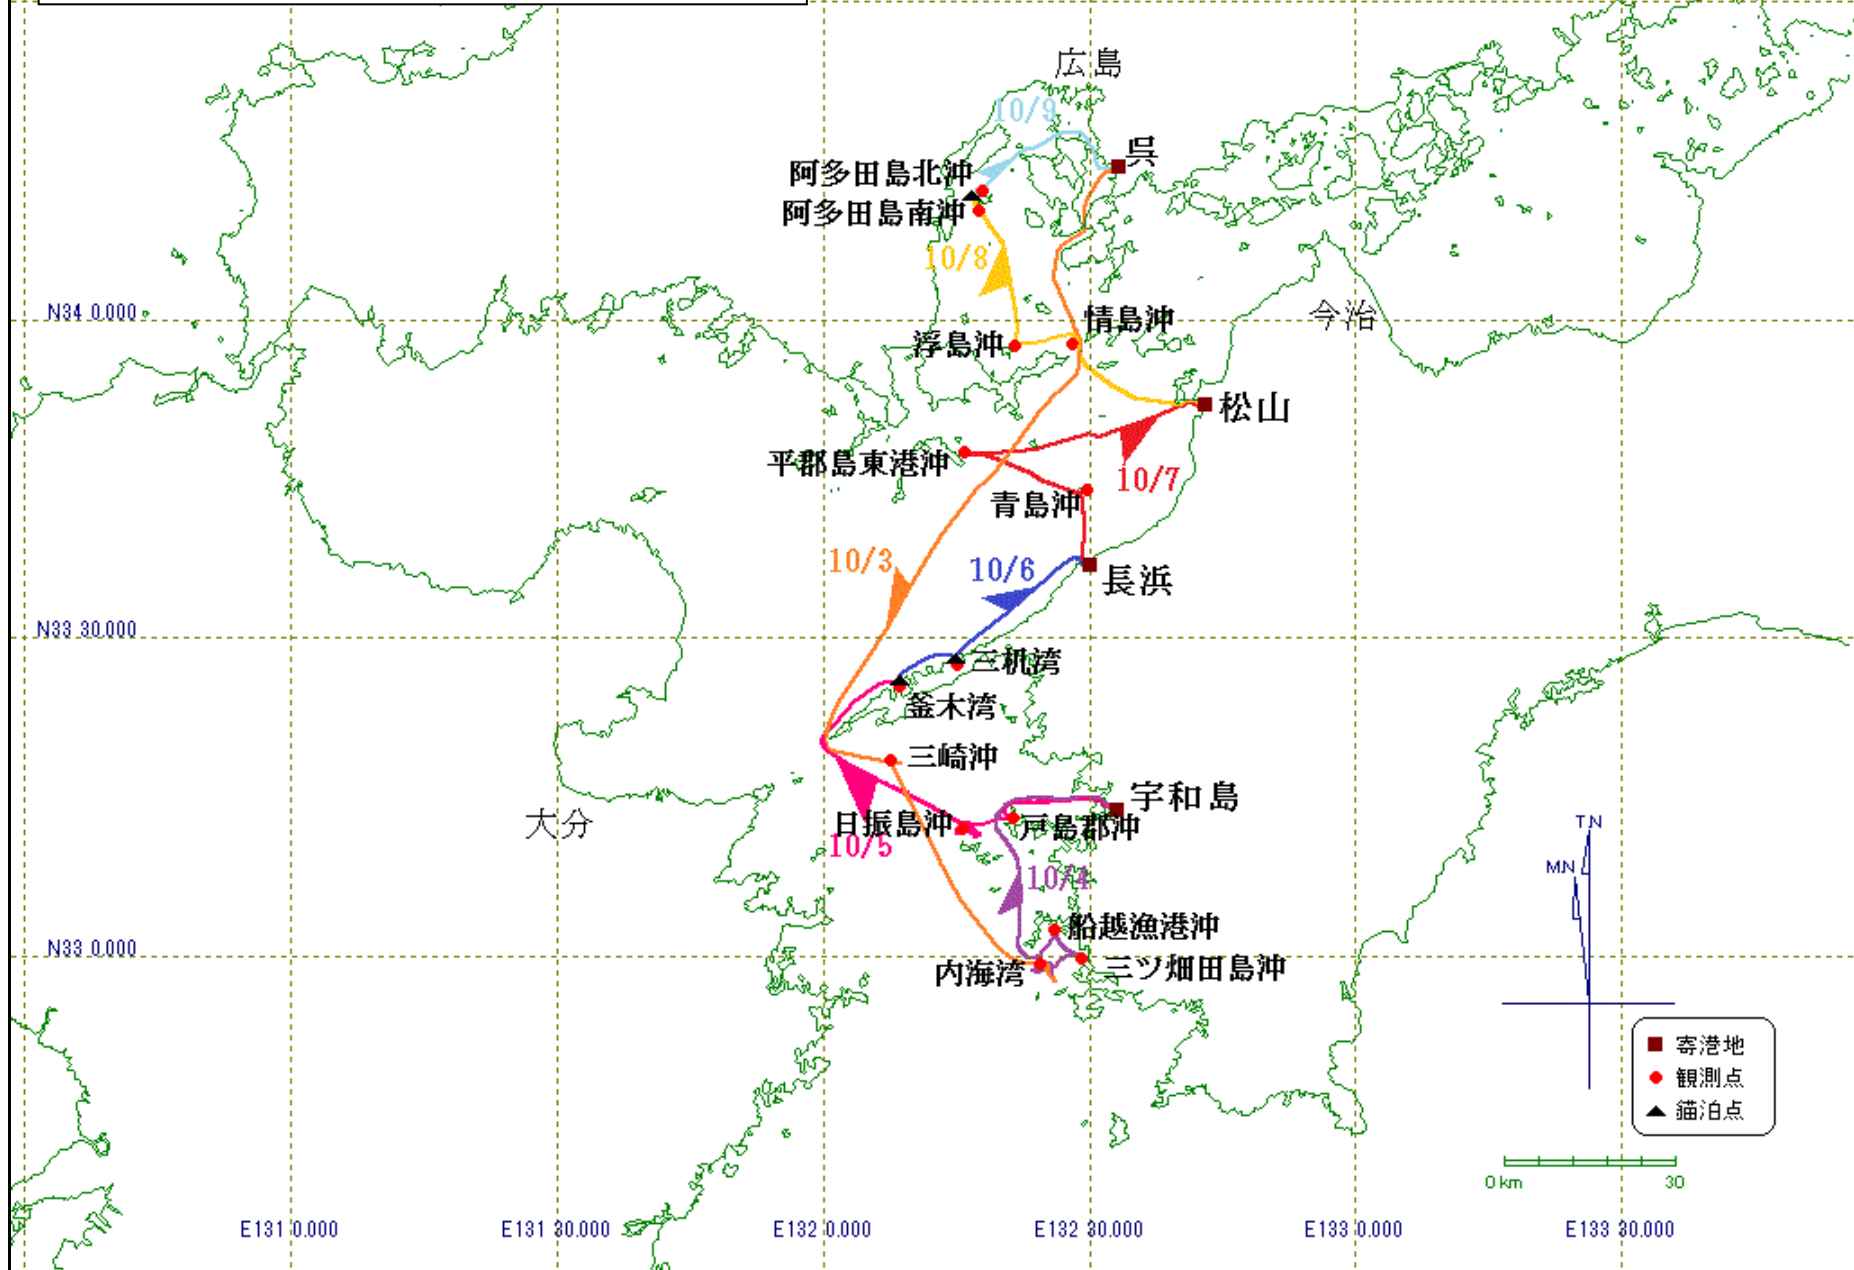 広島
10/9
呉
阿多田島北沖
阿多田島南沖
10/8
N34 0.000
情島沖
今治
浮島沖
松山
平郡島東港沖
10/7
青島沖
10/3
10/6
長浜
N33 30.000
三机湾
釜木湾
三崎沖
宇和島
大分
日振島沖
戸島郡沖
10/5
T.N
M.N
10/4
船越漁港沖
N33 0.000
内海湾
三ツ畑田島沖
寄港地
観測点
錨泊点
0 km 30
E131 0.000 E131 30.000 E132 0.000 E132 30.000 E133 0.000 E133 30.000